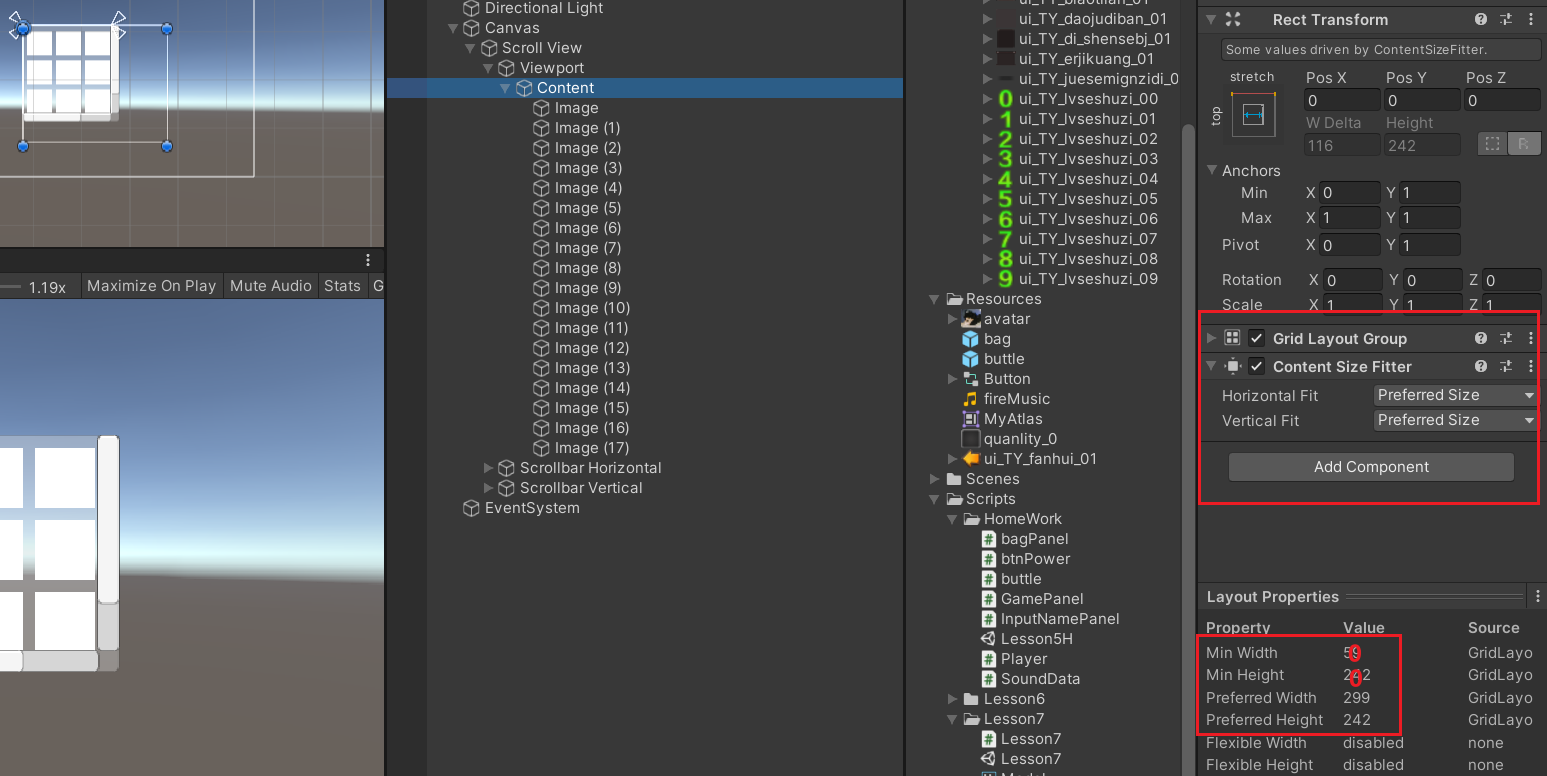 1.19x
Maximize On Play
Mute Audio
Stats
G
Directional Light
Canvas
Scroll View
Viewport
Content
Image
Image (1)
Image (2)
Image (3)
Image (4)
Image (5)
Image (6)
Image (7)
Image (8)
Image (9)
Image (10)
Image (11)
Image (12)
Image (13)
Image (14)
Image (15)
Image (16)
Image (17)
Scrollbar Horizontal
Scrollbar Vertical
EventSystem
ui_TY_daojudiban_01
ui_TY_di_shensebj_01
ui_TY_erjikuang_01
ui_TY_juesemignzidi_0
0 ui_TY_lvseshuzi_00
1 ui_TY_lvseshuzi_01
2 ui_TY_lvseshuzi_02
3 ui_TY_lvseshuzi_03
4 ui_TY_lvseshuzi_04
5 ui_TY_lvseshuzi_05
6 ui_TY_lvseshuzi_06
7 ui_TY_lvseshuzi_07
8 ui_TY_lvseshuzi_08
9 ui_TY_lvseshuzi_09
Resources
avatar
bag
buttle
Button
fireMusic
MyAtlas
quanlity_0
ui_TY_fanhui_01
Scenes
Scripts
HomeWork
bagPanel
btnPower
buttle
GamePanel
InputNamePanel
Lesson5H
Player
SoundData
Lesson6
Lesson7
Lesson7
Lesson7
Rect Transform
Some values driven by ContentSizeFitter.
stretch
top
Pos X Pos Y Pos Z
0 0 0
W Delta Height
116 242
R
Anchors
Min X 0 Y 1
Max X 1 Y 1
Pivot X 0 Y 1
Rotation X 0 Y 0 Z 0
Scale X 1 Y 1 Z 1
Grid Layout Group
Content Size Fitter
Horizontal Fit Preferred Size
Vertical Fit Preferred Size
Add Component
Layout Properties
Property Value Source
Min Width 0 GridLayo
Min Height 0 GridLayo
Preferred Width 299 GridLayo
Preferred Height 242 GridLayo
Flexible Width disabled none
Flexible Height disabled none